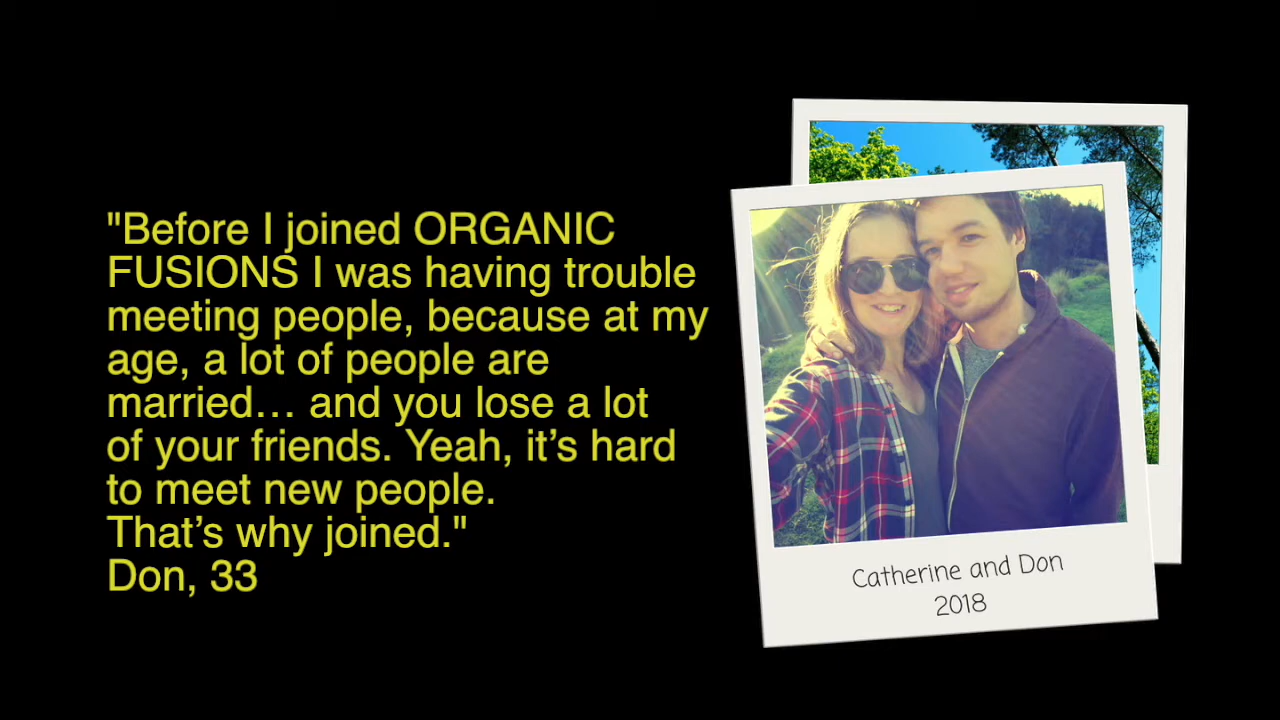 "Before I joined ORGANIC
FUSIONS I was having trouble
meeting people, because at my
age, a lot of people are
married… and you lose a lot
of your friends. Yeah, it’s hard
to meet new people.
That’s why joined."
Don, 33
Catherine and Don
2018